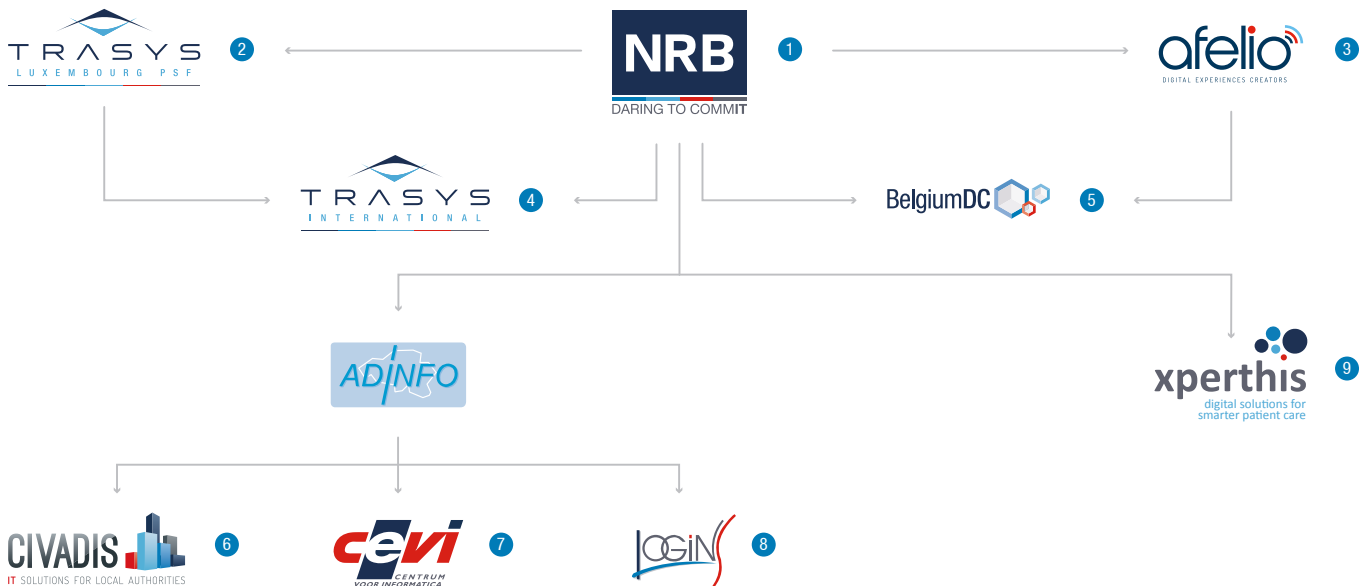 TRASYS
LUXEMBOURG PSF
2
NRB
DARING TO COMMIT
1
afelio
DIGITAL EXPERIENCES CREATORS
3
TRASYS
INTERNATIONAL
4
BelgiumDC
5
ADINFO
xperthis
digital solutions for
smarter patient care
9
CIVADIS
IT SOLUTIONS FOR LOCAL AUTHORITIES
6
cevi
CENTRUM
VOOR INFORMATICA
7
LOGiNS
8